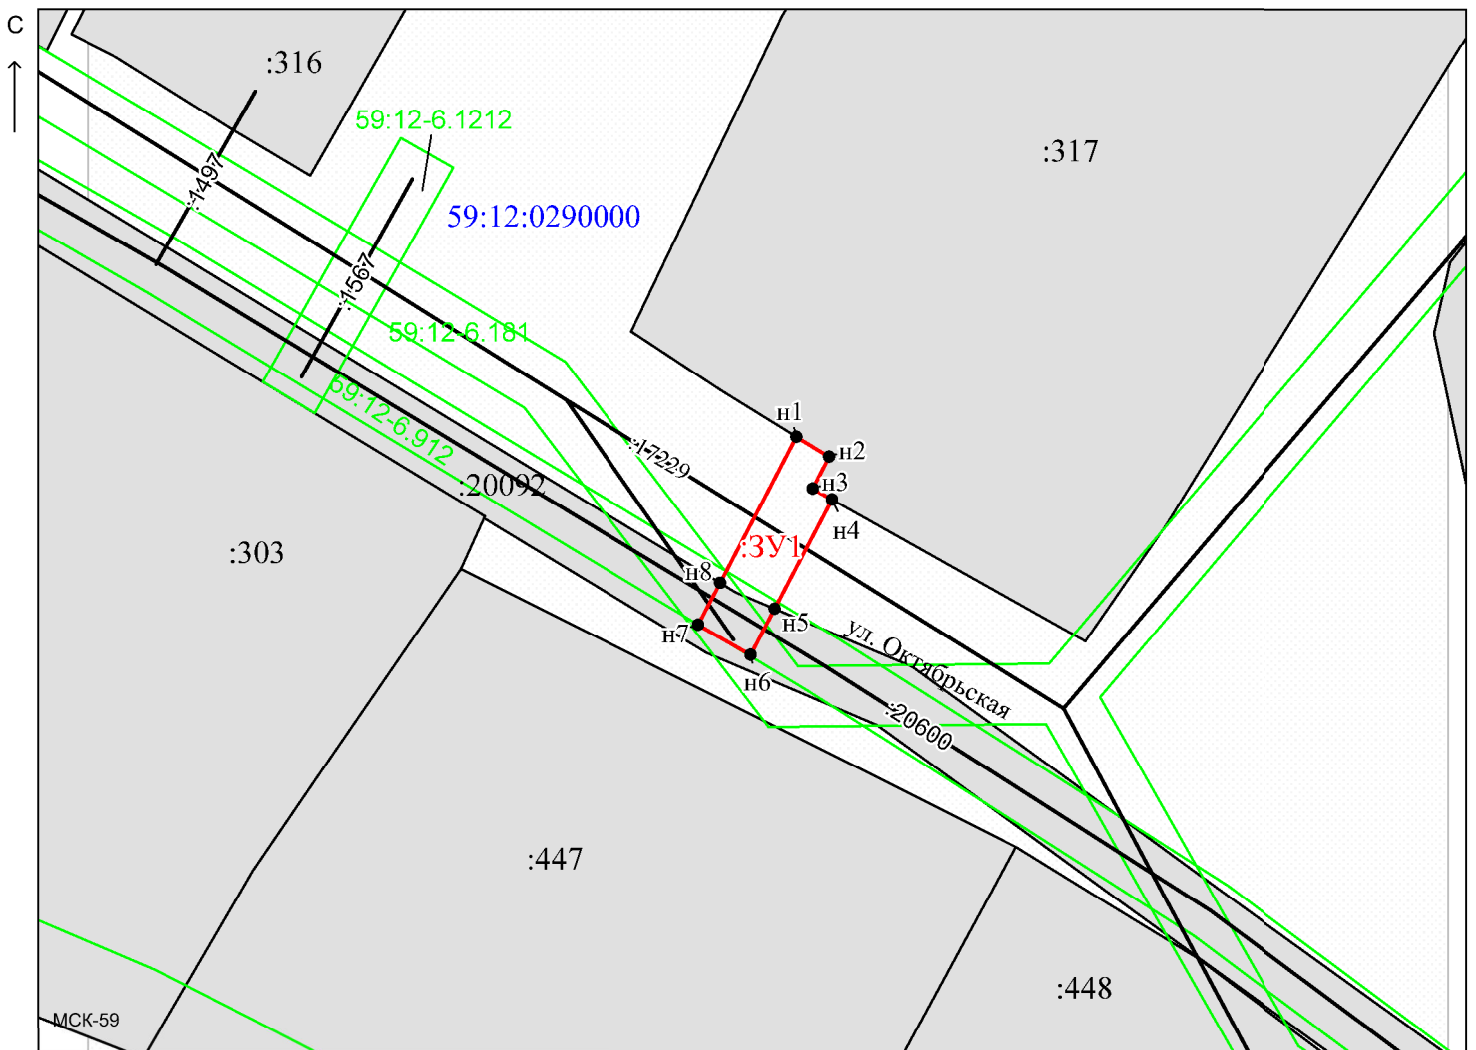 С
:316
59:12-6.1212
:317
:1497
59:12:0290000
:1567
59:12-6.181
59:12-6.912
н1
н2
:17229
:20092
н3
н4
:303
:ЗУ1
н8
н5
н7
ул. Октябрьская
н6
:20600
:447
:448
МСК-59